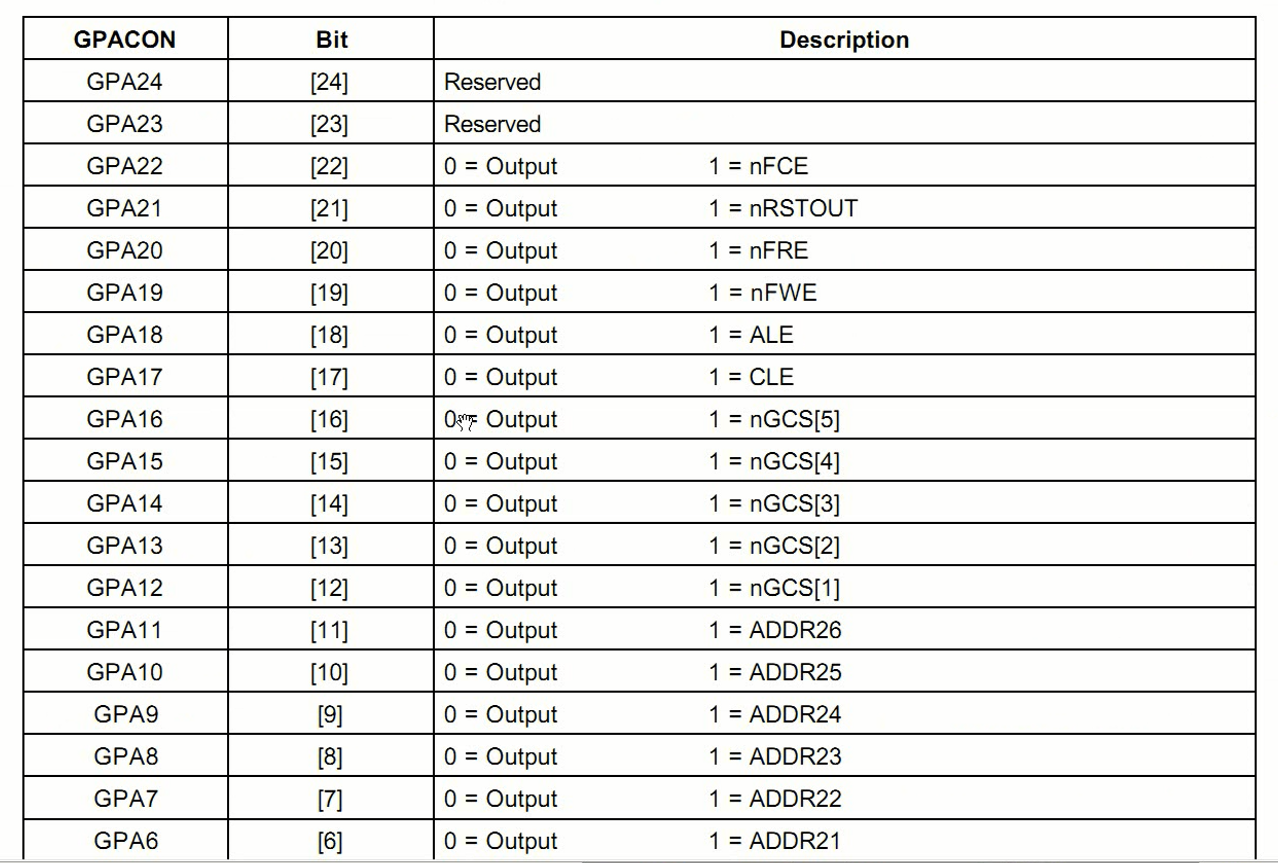 GPACON Bit Description
GPA24 [24] Reserved
GPA23 [23] Reserved
GPA22 [22] 0 = Output 1 = nFCE
GPA21 [21] 0 = Output 1 = nRSTOUT
GPA20 [20] 0 = Output 1 = nFRE
GPA19 [19] 0 = Output 1 = nFWE
GPA18 [18] 0 = Output 1 = ALE
GPA17 [17] 0 = Output 1 = CLE
GPA16 [16] 0 = Output 1 = nGCS[5]
GPA15 [15] 0 = Output 1 = nGCS[4]
GPA14 [14] 0 = Output 1 = nGCS[3]
GPA13 [13] 0 = Output 1 = nGCS[2]
GPA12 [12] 0 = Output 1 = nGCS[1]
GPA11 [11] 0 = Output 1 = ADDR26
GPA10 [10] 0 = Output 1 = ADDR25
GPA9 [9] 0 = Output 1 = ADDR24
GPA8 [8] 0 = Output 1 = ADDR23
GPA7 [7] 0 = Output 1 = ADDR22
GPA6 [6] 0 = Output 1 = ADDR21